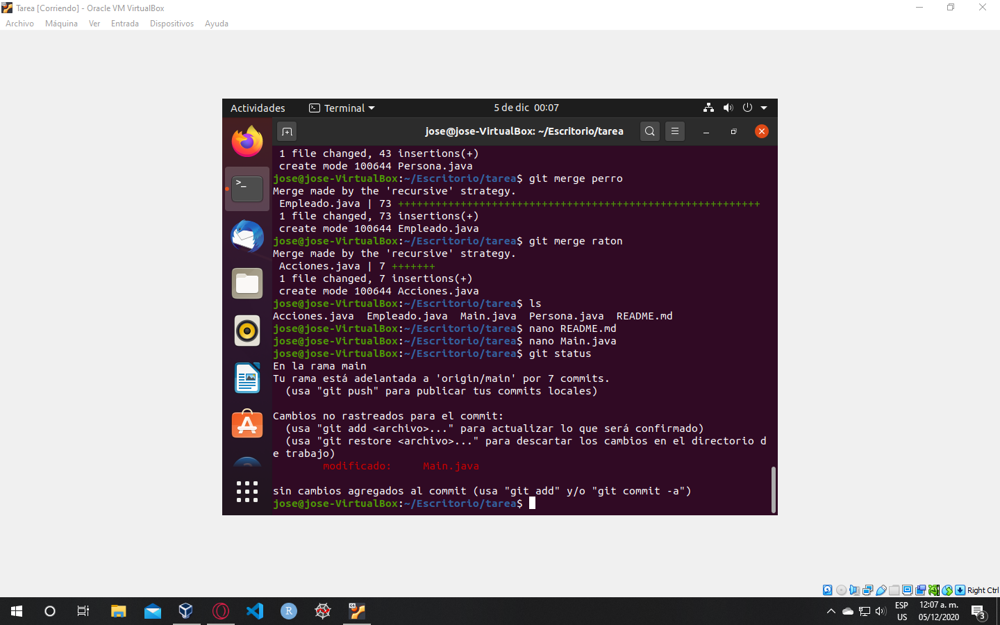 Tarea [Corriendo] - Oracle VM VirtualBox
Archivo Máquina Ver Entrada Dispositivos Ayuda
Actividades Terminal 5 de dic 00:07
jose@jose-VirtualBox: ~/Escritorio/tarea
1 file changed, 43 insertions(+)
create mode 100644 Persona.java
jose@jose-VirtualBox:~/Escritorio/tarea$ git merge perro
Merge made by the 'recursive' strategy.
Empleado.java | 73 ++++++++++++++++++++++++++++++++++++++++++++++++++++++++++
1 file changed, 73 insertions(+)
create mode 100644 Empleado.java
jose@jose-VirtualBox:~/Escritorio/tarea$ git merge raton
Merge made by the 'recursive' strategy.
Acciones.java | 7 +++++++
1 file changed, 7 insertions(+)
create mode 100644 Acciones.java
jose@jose-VirtualBox:~/Escritorio/tarea$ ls
Acciones.java Empleado.java Main.java Persona.java README.md
jose@jose-VirtualBox:~/Escritorio/tarea$ nano README.md
jose@jose-VirtualBox:~/Escritorio/tarea$ nano Main.java
jose@jose-VirtualBox:~/Escritorio/tarea$ git status
En la rama main
Tu rama está adelantada a 'origin/main' por 7 commits.
(usa "git push" para publicar tus commits locales)
Cambios no rastreados para el commit:
(usa "git add <archivo>..." para actualizar lo que será confirmado)
(usa "git restore <archivo>..." para descartar los cambios en el directorio d
e trabajo)
modificado: Main.java
sin cambios agregados al commit (usa "git add" y/o "git commit -a")
jose@jose-VirtualBox:~/Escritorio/tarea$
Right Ctrl
ESP 12:07 a. m.
US 05/12/2020 3